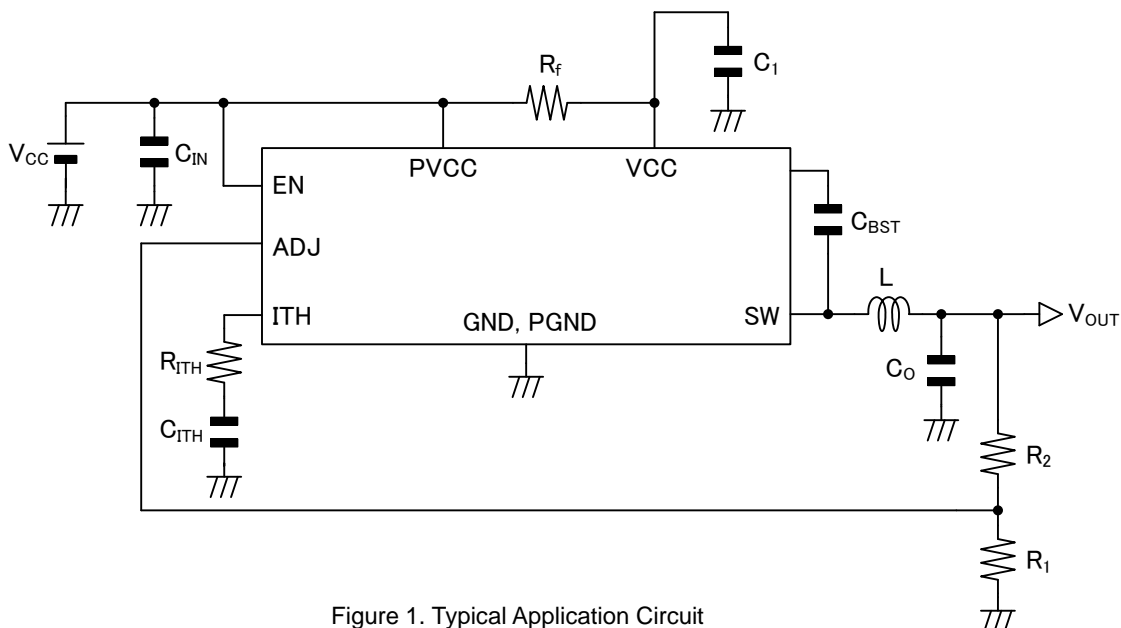 C1
Rf
VCC
CIN
PVCC
VCC
EN
CBST
ADJ
L
ITH
GND, PGND
SW
VOUT
RITH
CO
CITH
R2
R1
Figure 1. Typical Application Circuit